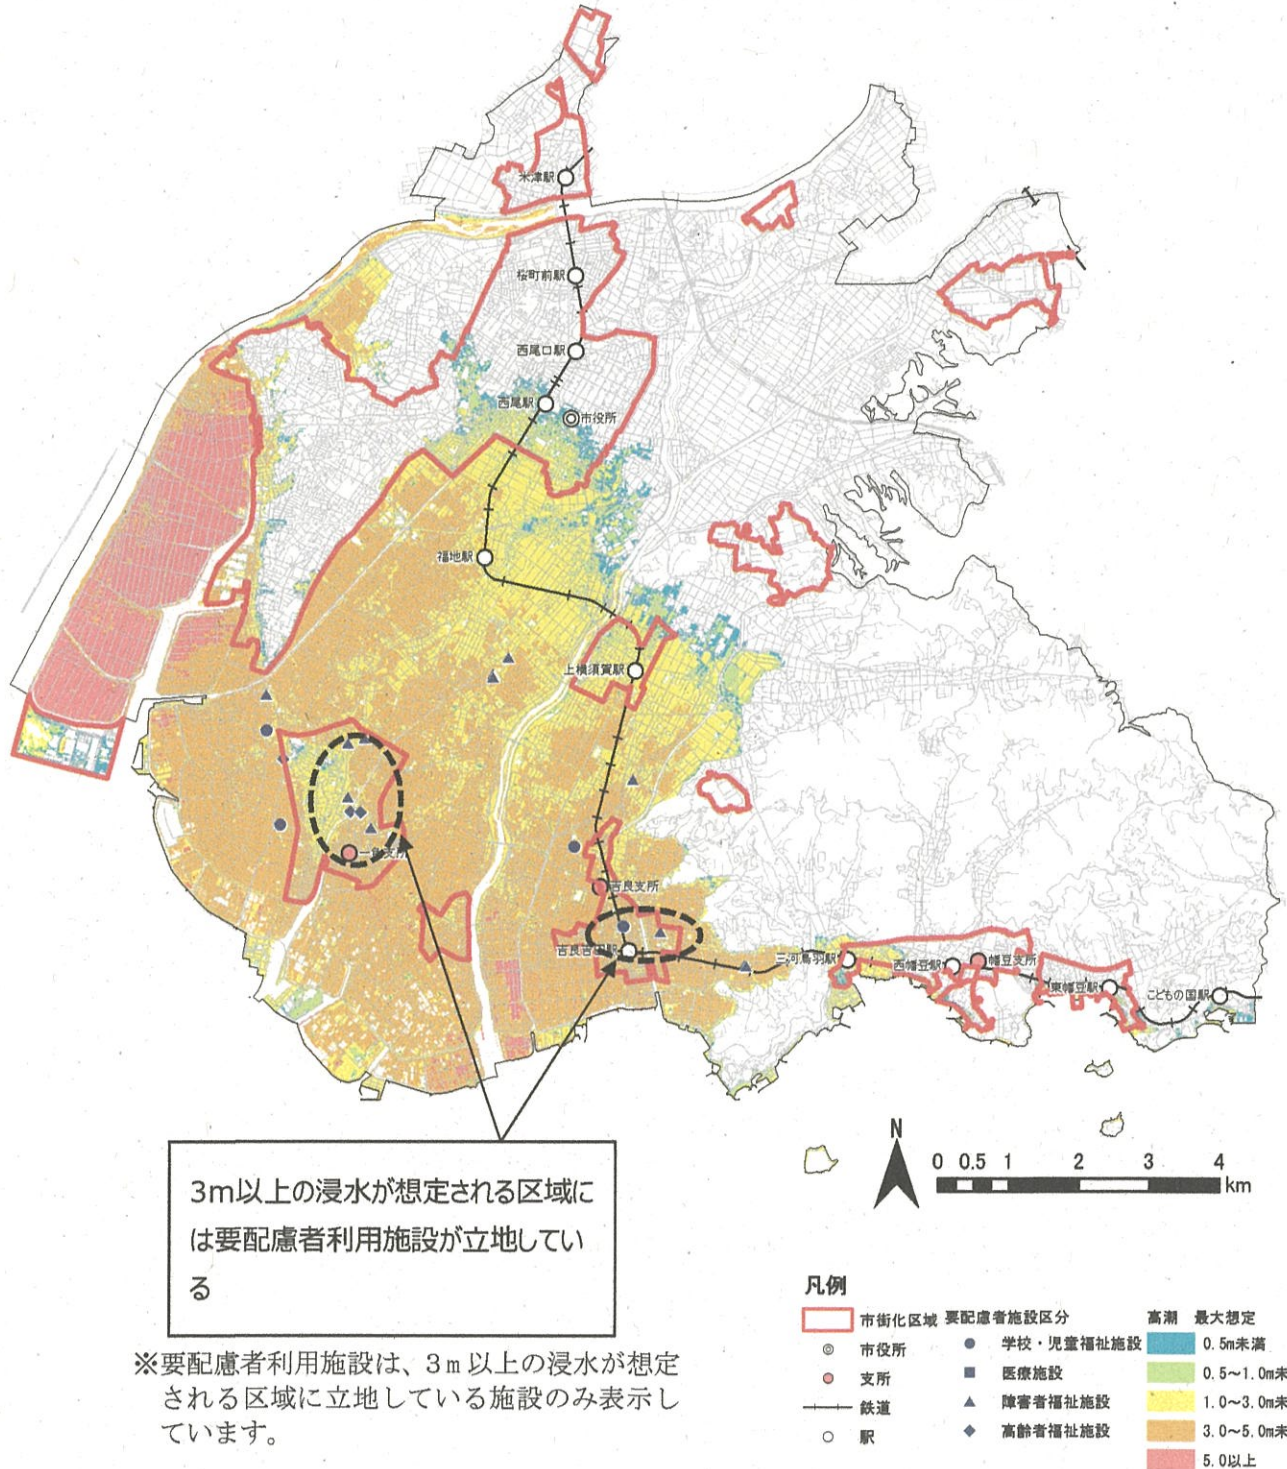 米津駅
桜町前駅
西尾口駅
西尾駅
市役所
福地駅
上横須賀駅
一色支所
吉良支所
吉良吉田駅
三河鳥羽駅
西幡豆駅
幡豆支所
東幡豆駅
こどもの国駅
3m以上の浸水が想定される区域に
は要配慮者利用施設が立地してい
る
※要配慮者利用施設は、3m以上の浸水が想定
される区域に立地している施設のみ表示し
ています。
N
0 0.5 1 2 3 4
km
凡例
市街化区域
市役所
支所
鉄道
駅
要配慮者施設区分
学校・児童福祉施設
医療施設
障害者福祉施設
高齢者福祉施設
高潮 最大想定
0.5m未満
0.5～1.0m未
1.0～3.0m未
3.0～5.0m未
5.0以上